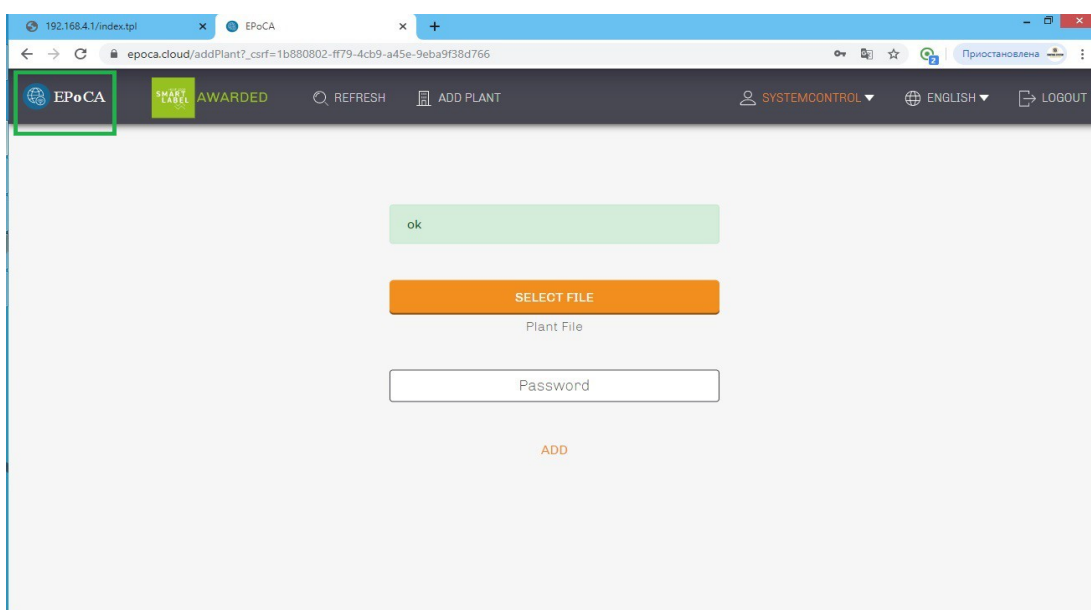 192.168.4.1/index.tpl EPoCA
epoca.cloud/addPlant?_csrf=1b880802-ff79-4cb9-a45e-9eba9f38d766 Приостановлена
EPoCA SMART LABEL AWARDED REFRESH ADD PLANT SYSTEMCONTROL ENGLISH LOGOUT
ok
SELECT FILE
Plant File
Password
ADD